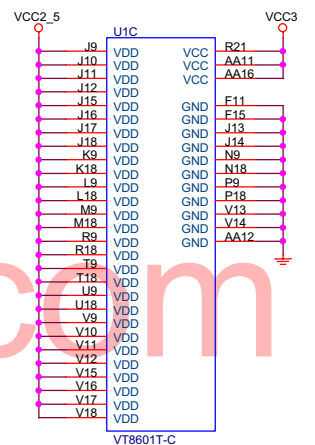 VCC2_5 VCC3
U1C
J9 VDD VCC R21
J10 VDD VCC AA11
J11 VDD VCC AA16
J12 VDD
J15 VDD GND F11
J16 VDD GND F15
J17 VDD GND J13
J18 VDD GND J14
K9 VDD GND N9
K18 VDD GND N18
L9 VDD GND P9
L18 VDD GND P18
M9 VDD GND V13
M18 VDD GND V14
R9 VDD GND AA12
R18 VDD
T9 VDD
T18 VDD
U9 VDD
U18 VDD
V9 VDD
V10 VDD
V11 VDD
V12 VDD
V15 VDD
V16 VDD
V17 VDD
V18 VDD
VT8601T-C
com